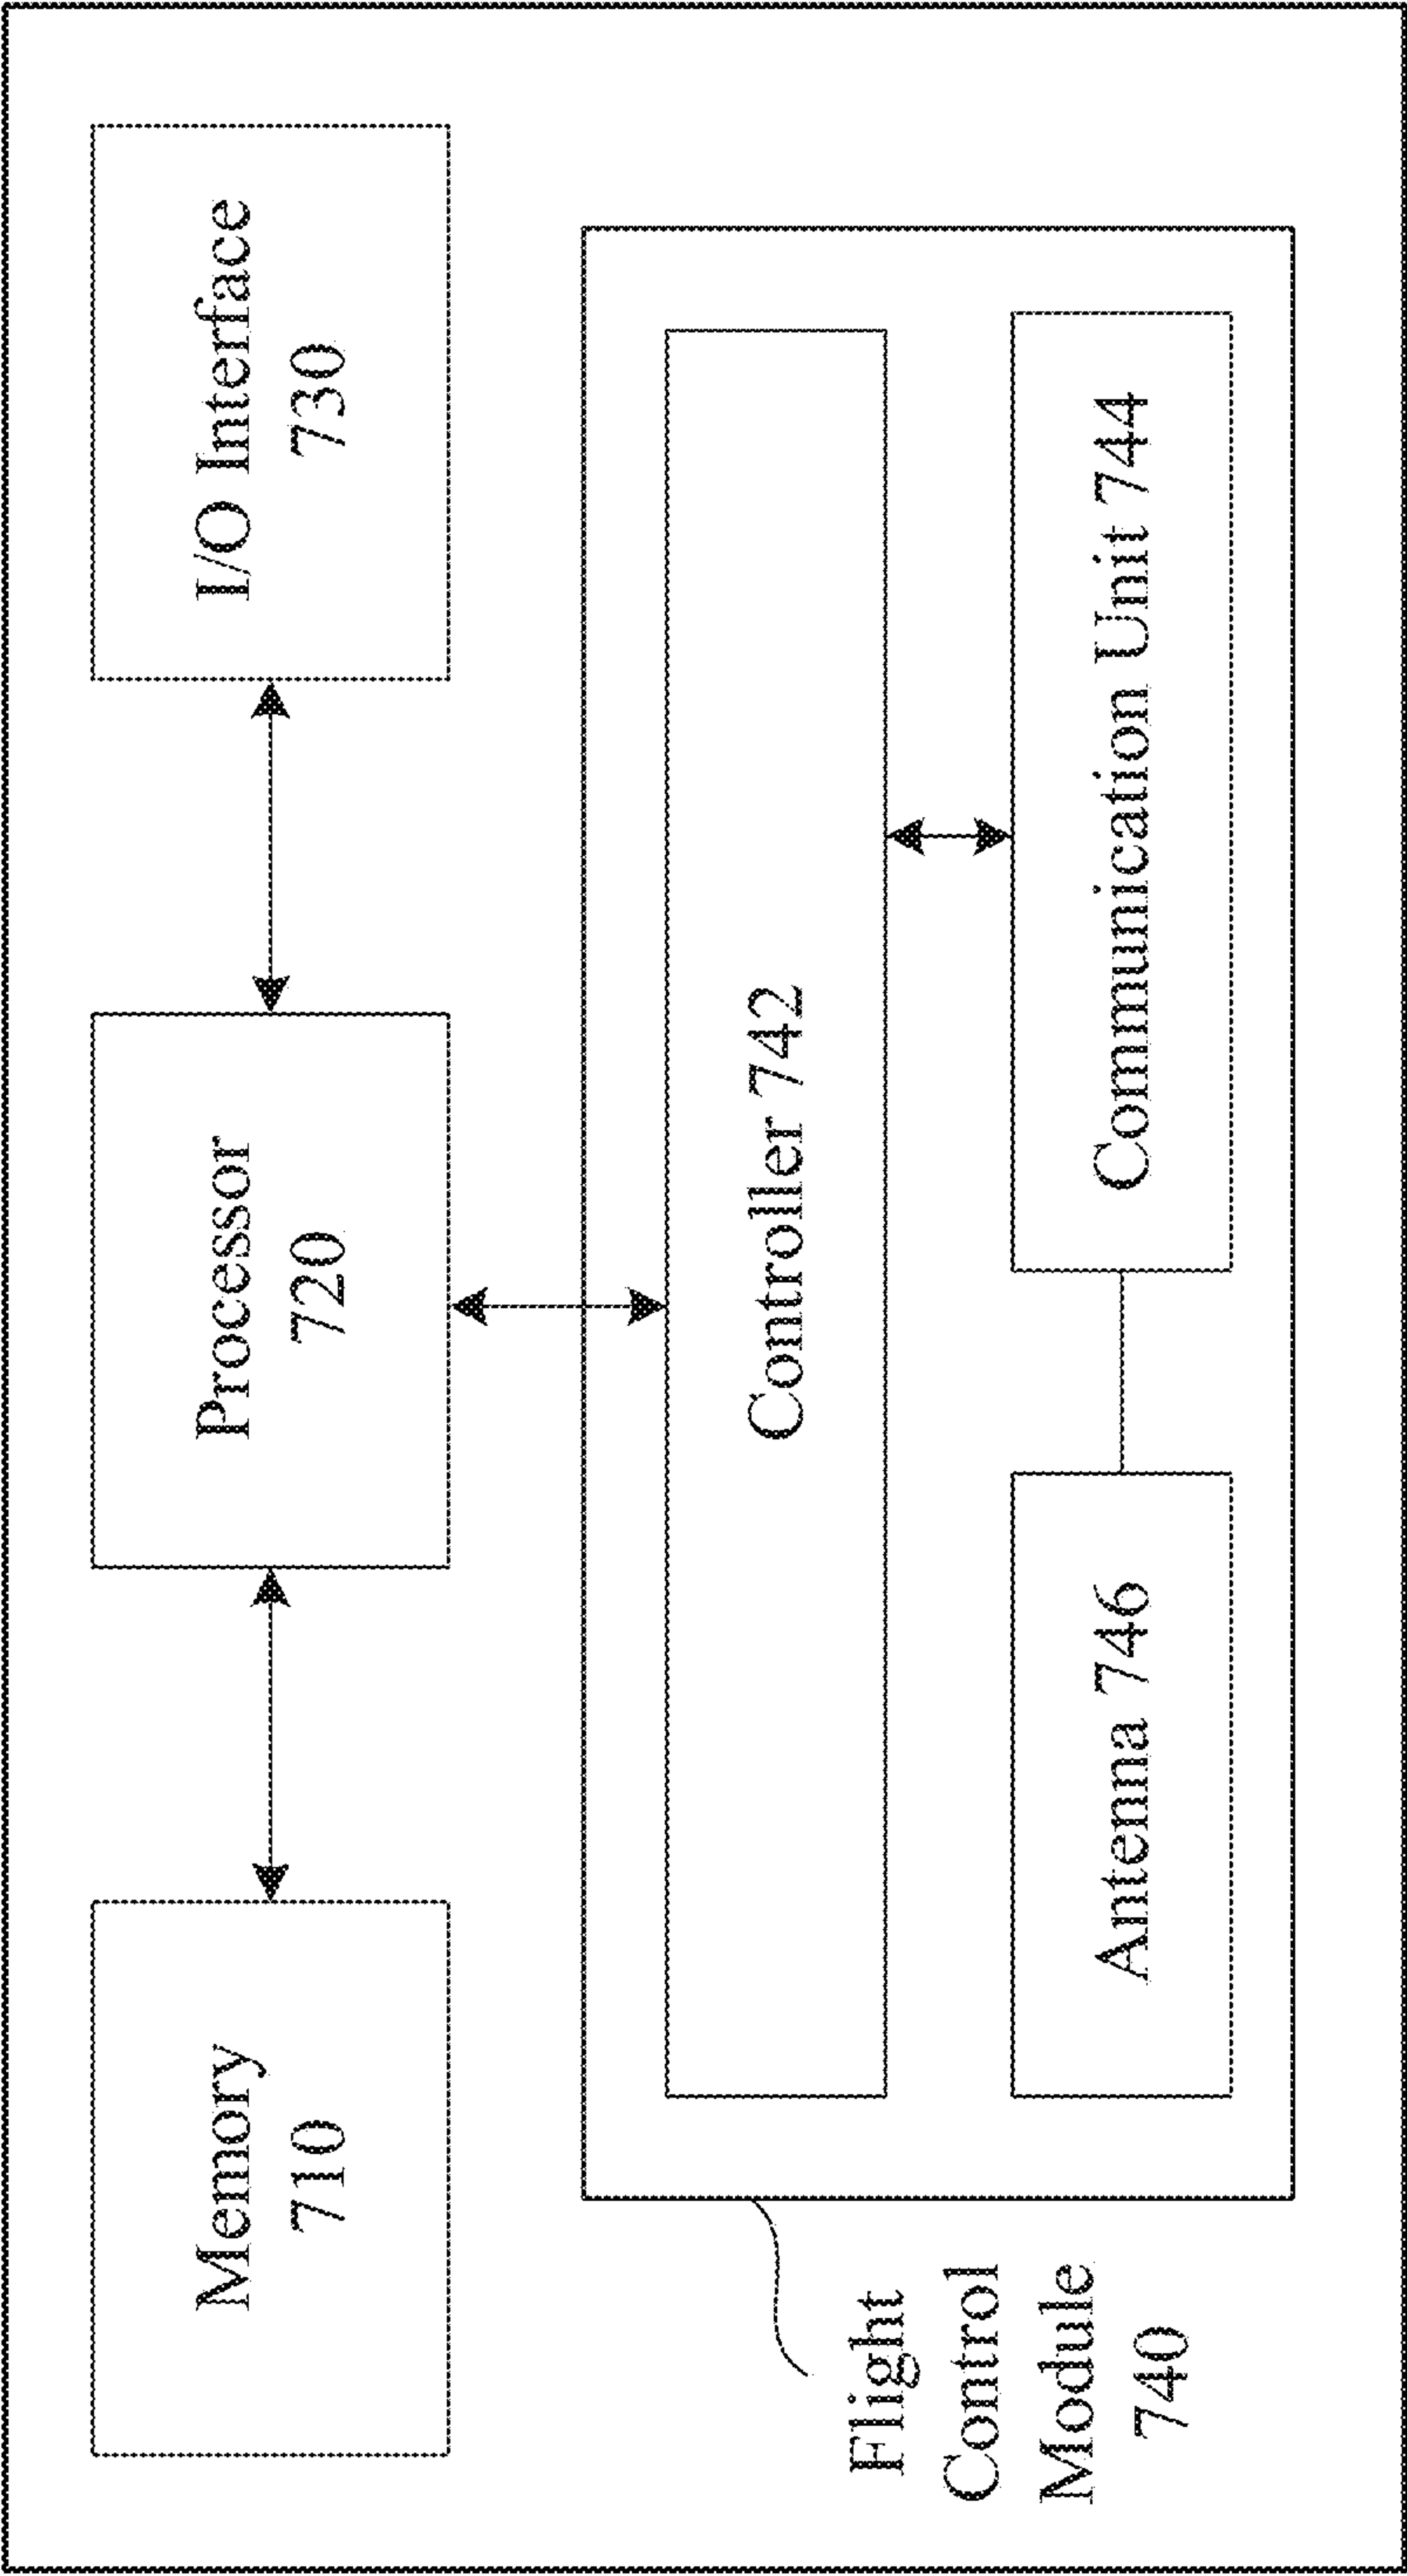 Memory
710
Processor
720
I/O Interface
730
Controller 742
Antenna 746
Communication Unit 744
Flight
Control
Module
740